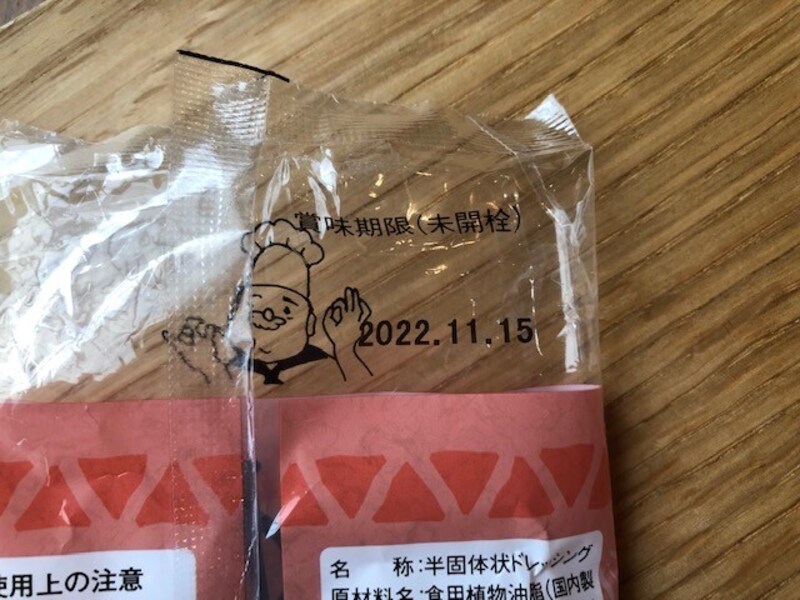 賞味期限(未開栓)
2022.11.15
使用上の注意
名　　称:半固体状ドレッシング
原材料名:食用植物油脂(国内製